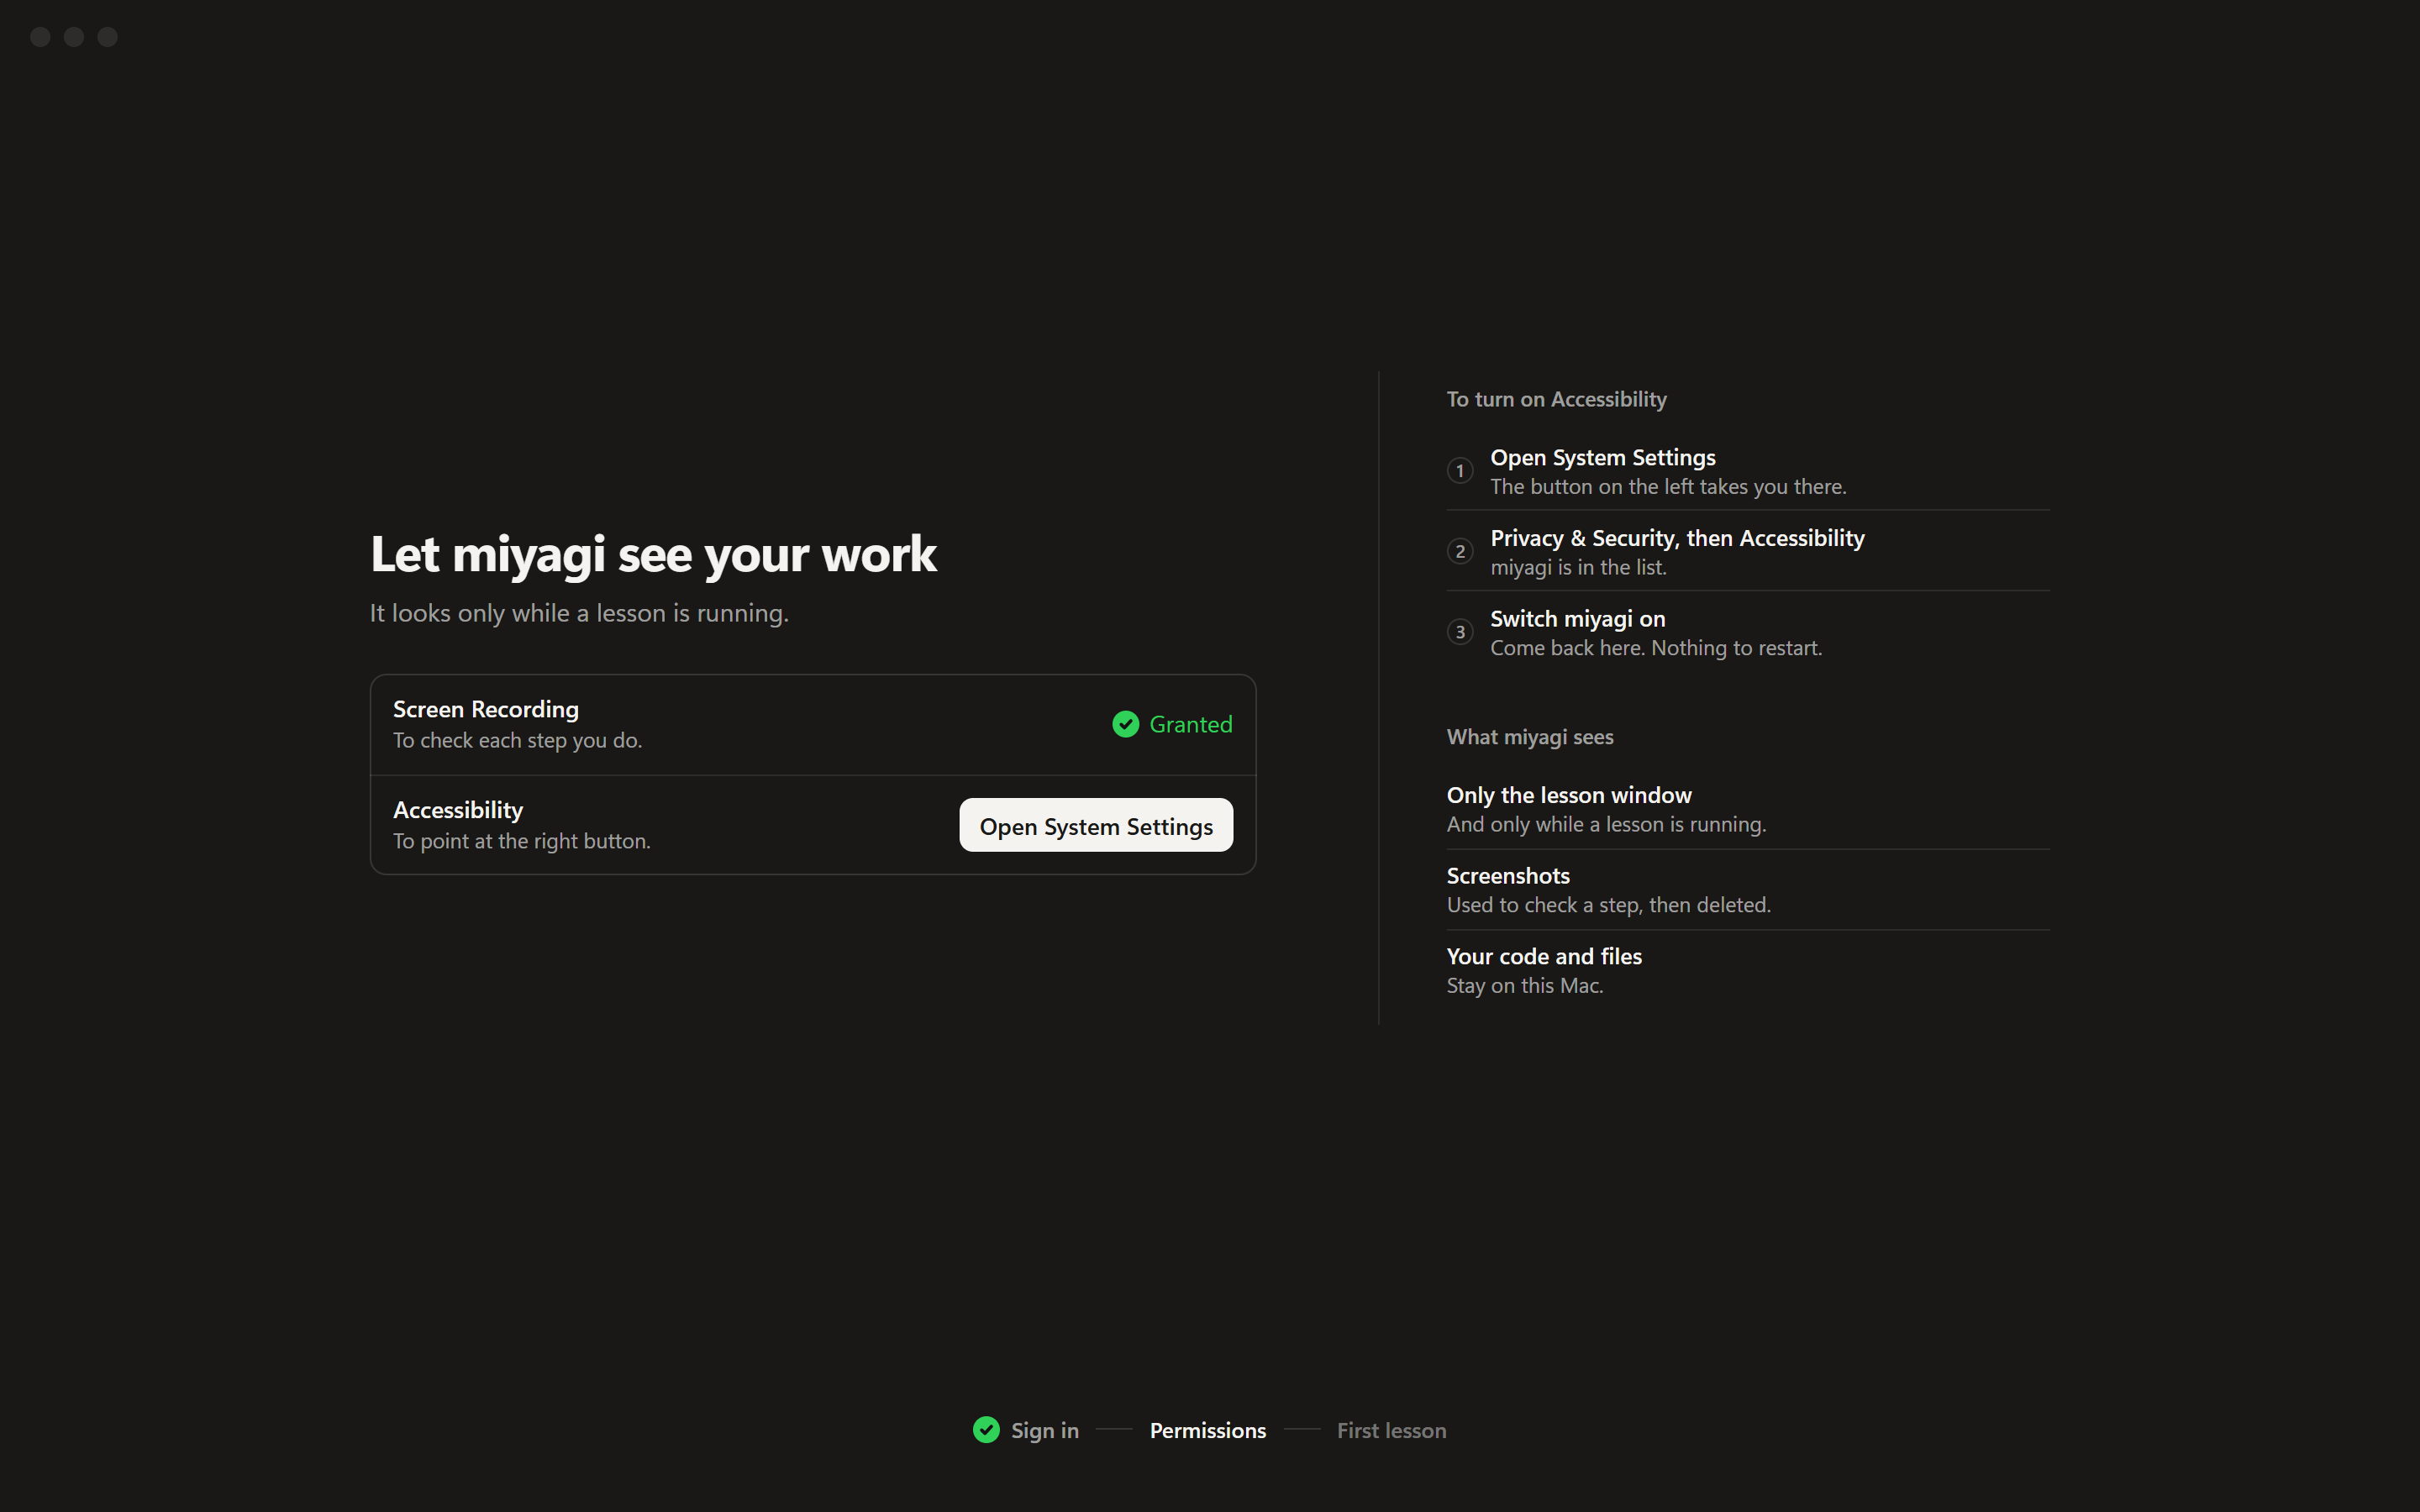 Let miyagi see your work
It looks only while a lesson is running.
Screen Recording
To check each step you do.
Granted
Accessibility
To point at the right button.
Open System Settings
To turn on Accessibility
1
Open System Settings
The button on the left takes you there.
2
Privacy & Security, then Accessibility
miyagi is in the list.
3
Switch miyagi on
Come back here. Nothing to restart.
What miyagi sees
Only the lesson window
And only while a lesson is running.
Screenshots
Used to check a step, then deleted.
Your code and files
Stay on this Mac.
Sign in
Permissions
First lesson